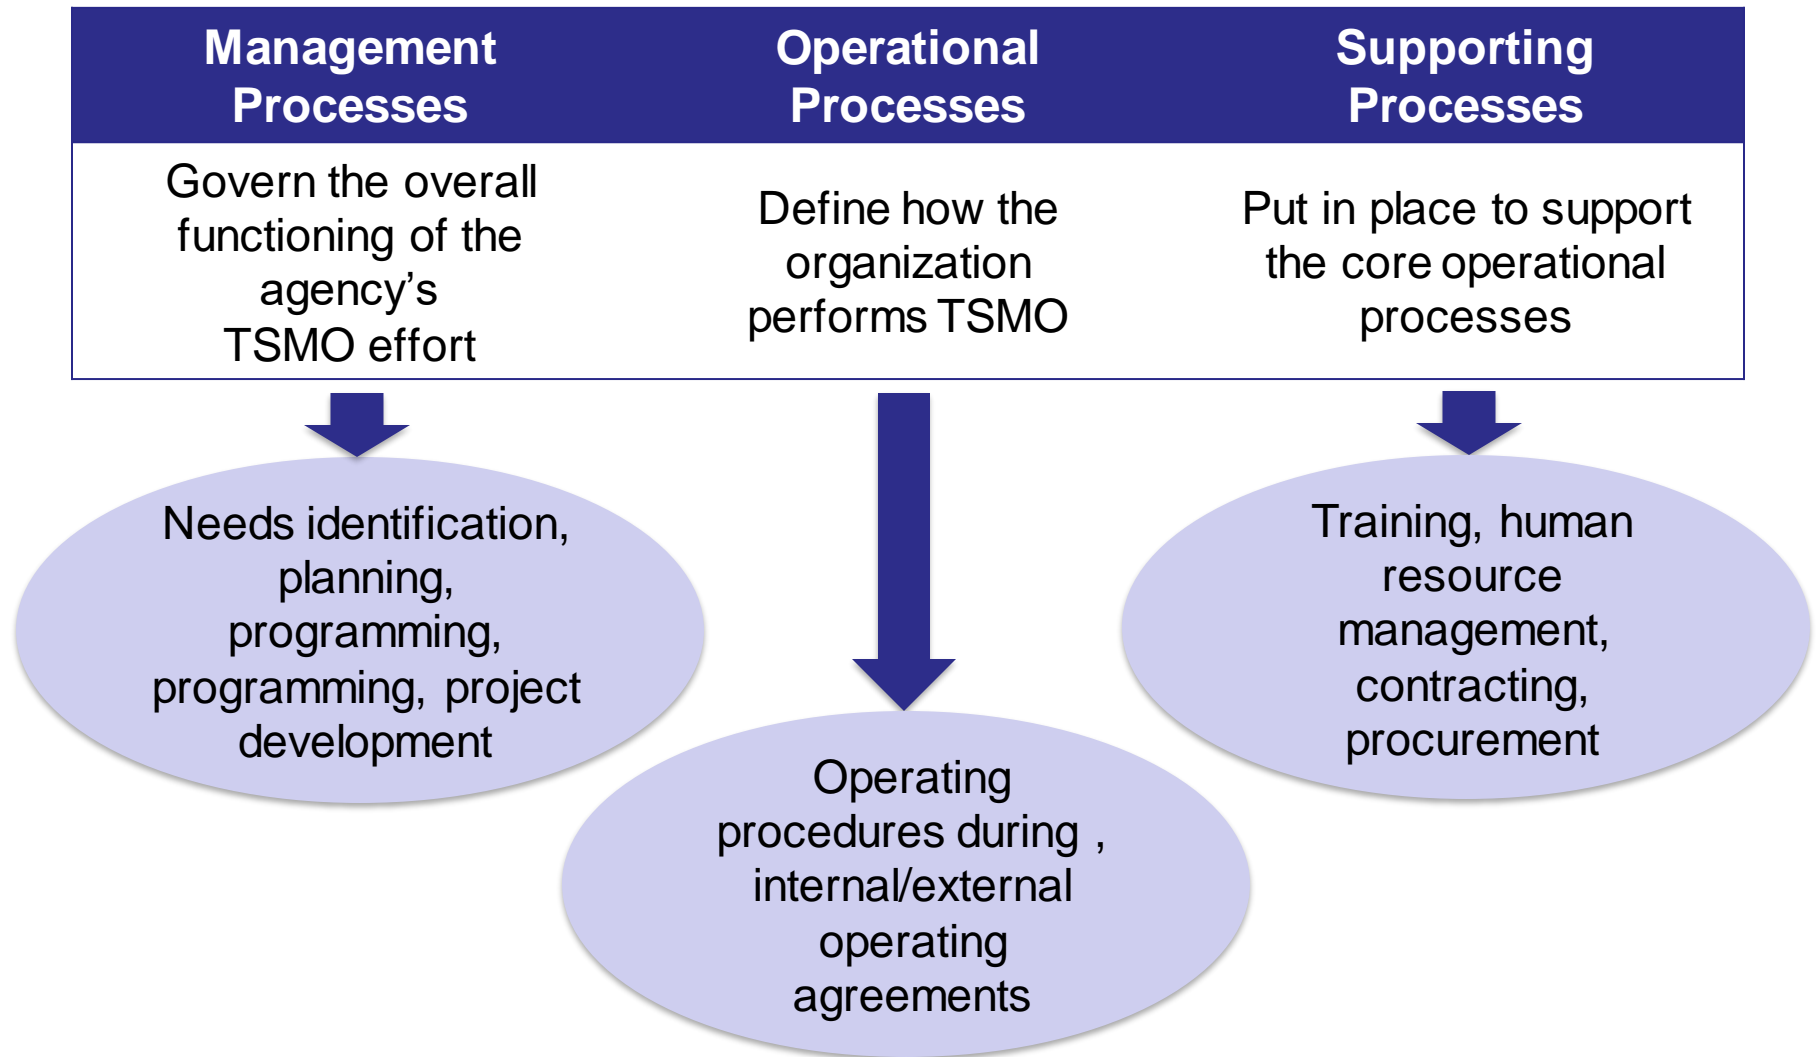 Management
Processes
Operational
Processes
Supporting
Processes
Govern the overall
functioning of the
agency’s
TSMO effort
Define how the
organization
performs TSMO
Put in place to support
the core operational
processes
Needs identification,
planning,
programming,
programming, project
development
Operating
procedures during ,
internal/external
operating
agreements
Training, human
resource
management,
contracting,
procurement